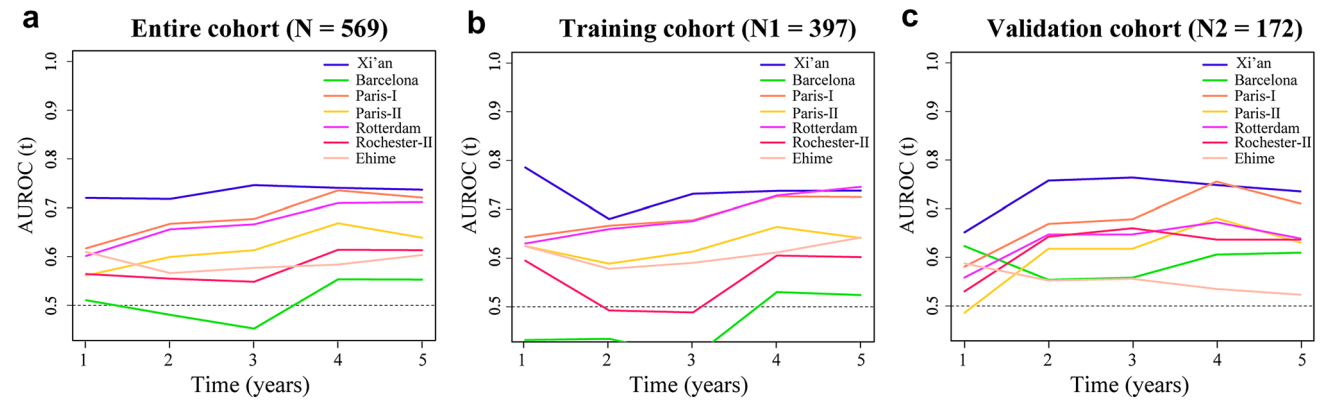 a
Entire cohort (N = 569)
AUROC (t)
1.0
0.9
0.8
0.7
0.6
0.5
Xi’an
Barcelona
Paris-I
Paris-II
Rotterdam
Rochester-II
Ehime
1 2 3 4 5
Time (years)
b
Training cohort (N1 = 397)
AUROC (t)
1.0
0.9
0.8
0.7
0.6
0.5
Xi’an
Barcelona
Paris-I
Paris-II
Rotterdam
Rochester-II
Ehime
1 2 3 4 5
Time (years)
c
Validation cohort (N2 = 172)
AUROC (t)
1.0
0.9
0.8
0.7
0.6
0.5
Xi’an
Barcelona
Paris-I
Paris-II
Rotterdam
Rochester-II
Ehime
1 2 3 4 5
Time (years)